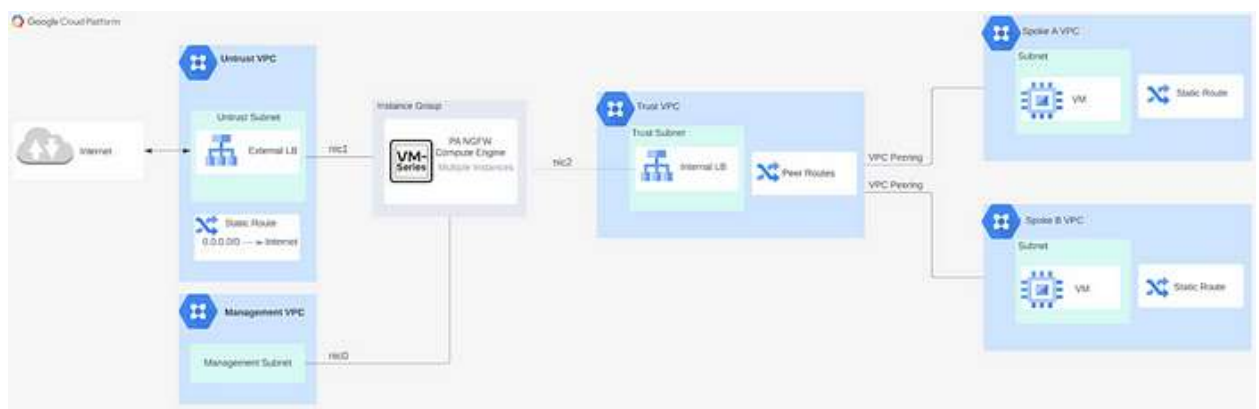 Google Cloud Platform
Internet
Untrust VPC
Untrust Subnet
External LB
Static Route
0.0.0.0/0 --- ► Internet
Management VPC
Management Subnet
nic1
nic0
Instance Group
VM-
Series
PA NGFW
Compute Engine
Multiple Instances
nic2
Trust VPC
Trust Subnet
Internal LB
Peer Routes
VPC Peering
VPC Peering
Spoke A VPC
Subnet
VM
Static Route
Spoke B VPC
Subnet
VM
Static Route